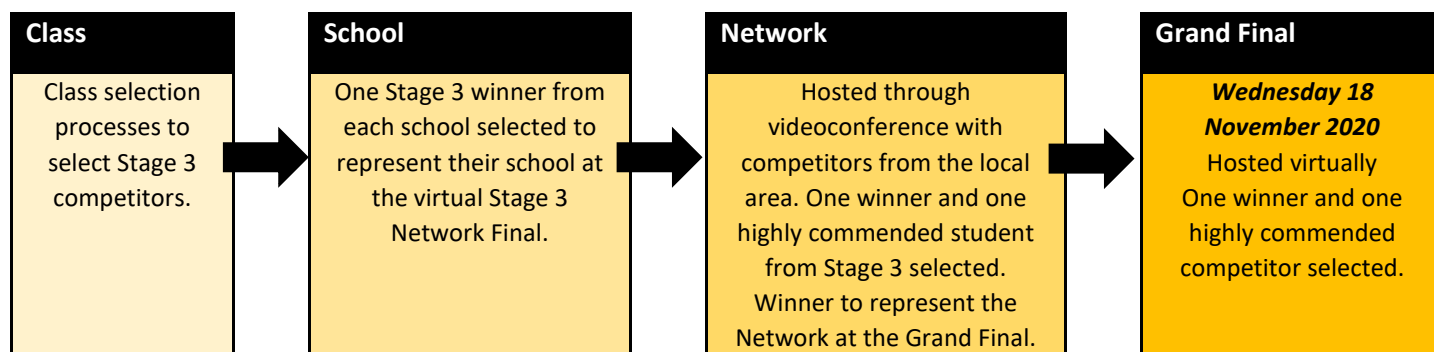 Class
Class selection
processes to
select Stage 3
competitors.
School
One Stage 3 winner from
each school selected to
represent their school at
the virtual Stage 3
Network Final.
Network
Hosted through
videoconference with
competitors from the local
area. One winner and one
highly commended student
from Stage 3 selected.
Winner to represent the
Network at the Grand Final.
Grand Final
Wednesday 18
November 2020
Hosted virtually
One winner and one
highly commended
competitor selected.